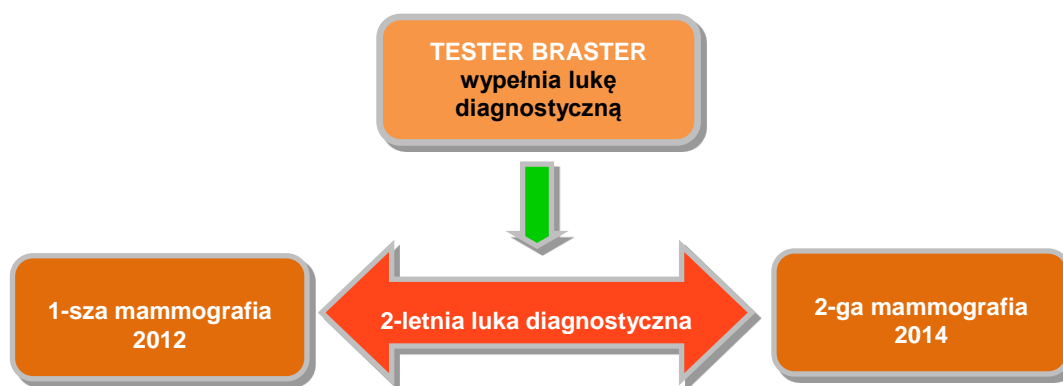 TESTER BRASTER
wypełnia lukę
diagnostyczną
1-sza mammografia
2012
2-letnia luka diagnostyczna
2-ga mammografia
2014